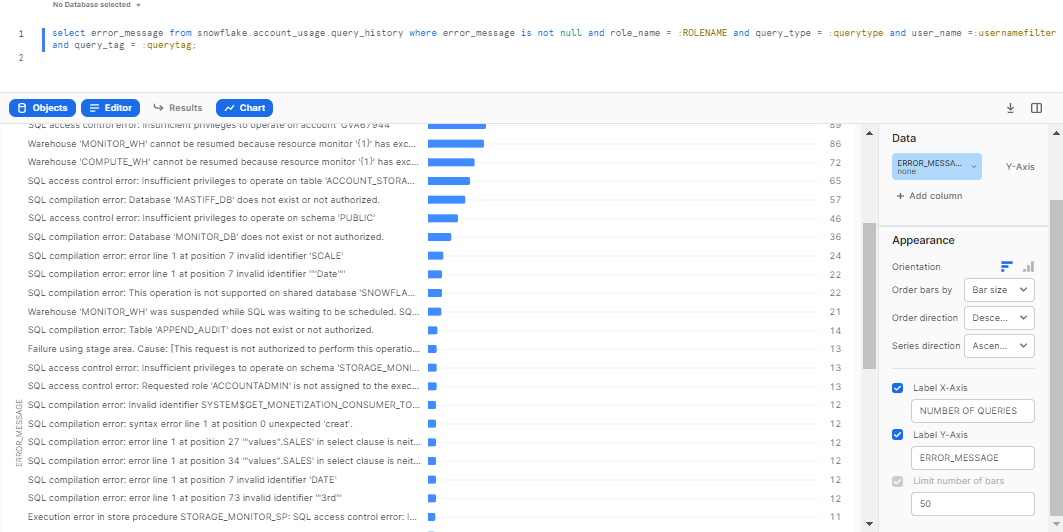 No Database selected
1 select error_message from snowflake.account_usage.query_history where error_message is not null and role_name = :ROLENAME and query_type = :querytype and user_name =:usernamefilter
and query_tag = :querytag;
2
Objects Editor Results Chart
SQL access control error: Insufficient privileges to operate on account 'GVA67944' 89
Warehouse 'MONITOR_WH' cannot be resumed because resource monitor '{1}' has exc... 86
Warehouse 'COMPUTE_WH' cannot be resumed because resource monitor '{1}' has exc... 72
SQL access control error: Insufficient privileges to operate on table 'ACCOUNT_STORA... 65
SQL compilation error: Database 'MASTIFF_DB' does not exist or not authorized. 57
SQL access control error: Insufficient privileges to operate on schema 'PUBLIC' 46
SQL compilation error: Database 'MONITOR_DB' does not exist or not authorized. 36
SQL compilation error: error line 1 at position 7 invalid identifier 'SCALE' 24
SQL compilation error: error line 1 at position 7 invalid identifier '"'Date'"' 22
SQL compilation error: This operation is not supported on shared database 'SNOWFLA... 22
Warehouse 'MONITOR_WH' was suspended while SQL was waiting to be scheduled. SQ... 21
SQL compilation error: Table 'APPEND_AUDIT' does not exist or not authorized. 14
Failure using stage area. Cause: [This request is not authorized to perform this operatio... 13
SQL access control error: Insufficient privileges to operate on schema 'STORAGE_MONI... 13
SQL access control error: Requested role 'ACCOUNTADMIN' is not assigned to the exec... 13
SQL compilation error: Invalid identifier SYSTEM$GET_MONETIZATION_CONSUMER_TO... 12
SQL compilation error: syntax error line 1 at position 0 unexpected 'creat'. 12
SQL compilation error: error line 1 at position 27 '"values".SALES' in select clause is neit... 12
SQL compilation error: error line 1 at position 34 '"values".SALES' in select clause is neit... 12
SQL compilation error: error line 1 at position 7 invalid identifier 'DATE' 12
SQL compilation error: error line 1 at position 73 invalid identifier '"3rd"' 12
Execution error in store procedure STORAGE_MONITOR_SP: SQL access control error: I... 11
ERROR_MESSAGE
Data
ERROR_MESSA... Y-Axis
none
+ Add column
Appearance
Orientation
Order bars by Bar size
Order direction Desce...
Series direction Ascen...
Label X-Axis
NUMBER OF QUERIES
Label Y-Axis
ERROR_MESSAGE
Limit number of bars
50